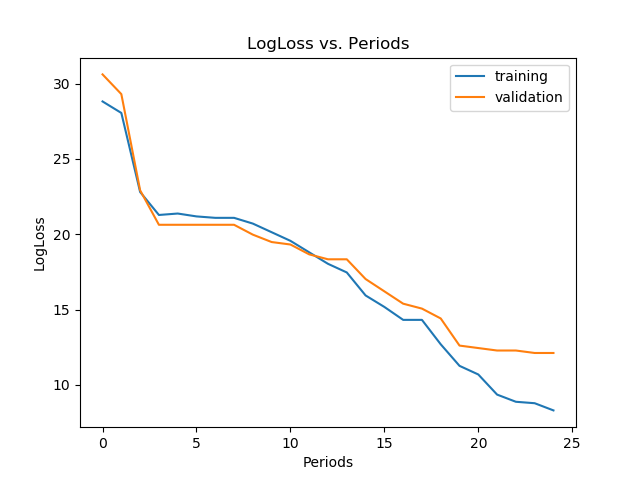 LogLoss vs. Periods
training
validation
LogLoss
30
25
20
15
10
0 5 10 15 20 25
Periods